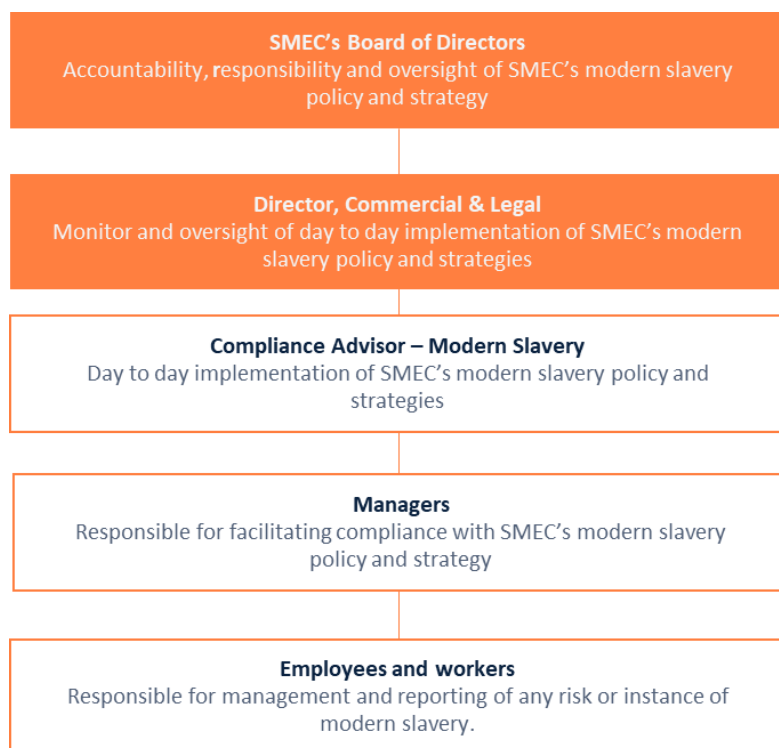 SMEC’s Board of Directors
Accountability, responsibility and oversight of SMEC’s modern slavery
policy and strategy
Director, Commercial & Legal
Monitor and oversight of day to day implementation of SMEC’s modern
slavery policy and strategies
Compliance Advisor – Modern Slavery
Day to day implementation of SMEC’s modern slavery policy and
strategies
Managers
Responsible for facilitating compliance with SMEC’s modern slavery
policy and strategy
Employees and workers
Responsible for management and reporting of any risk or instance of
modern slavery.